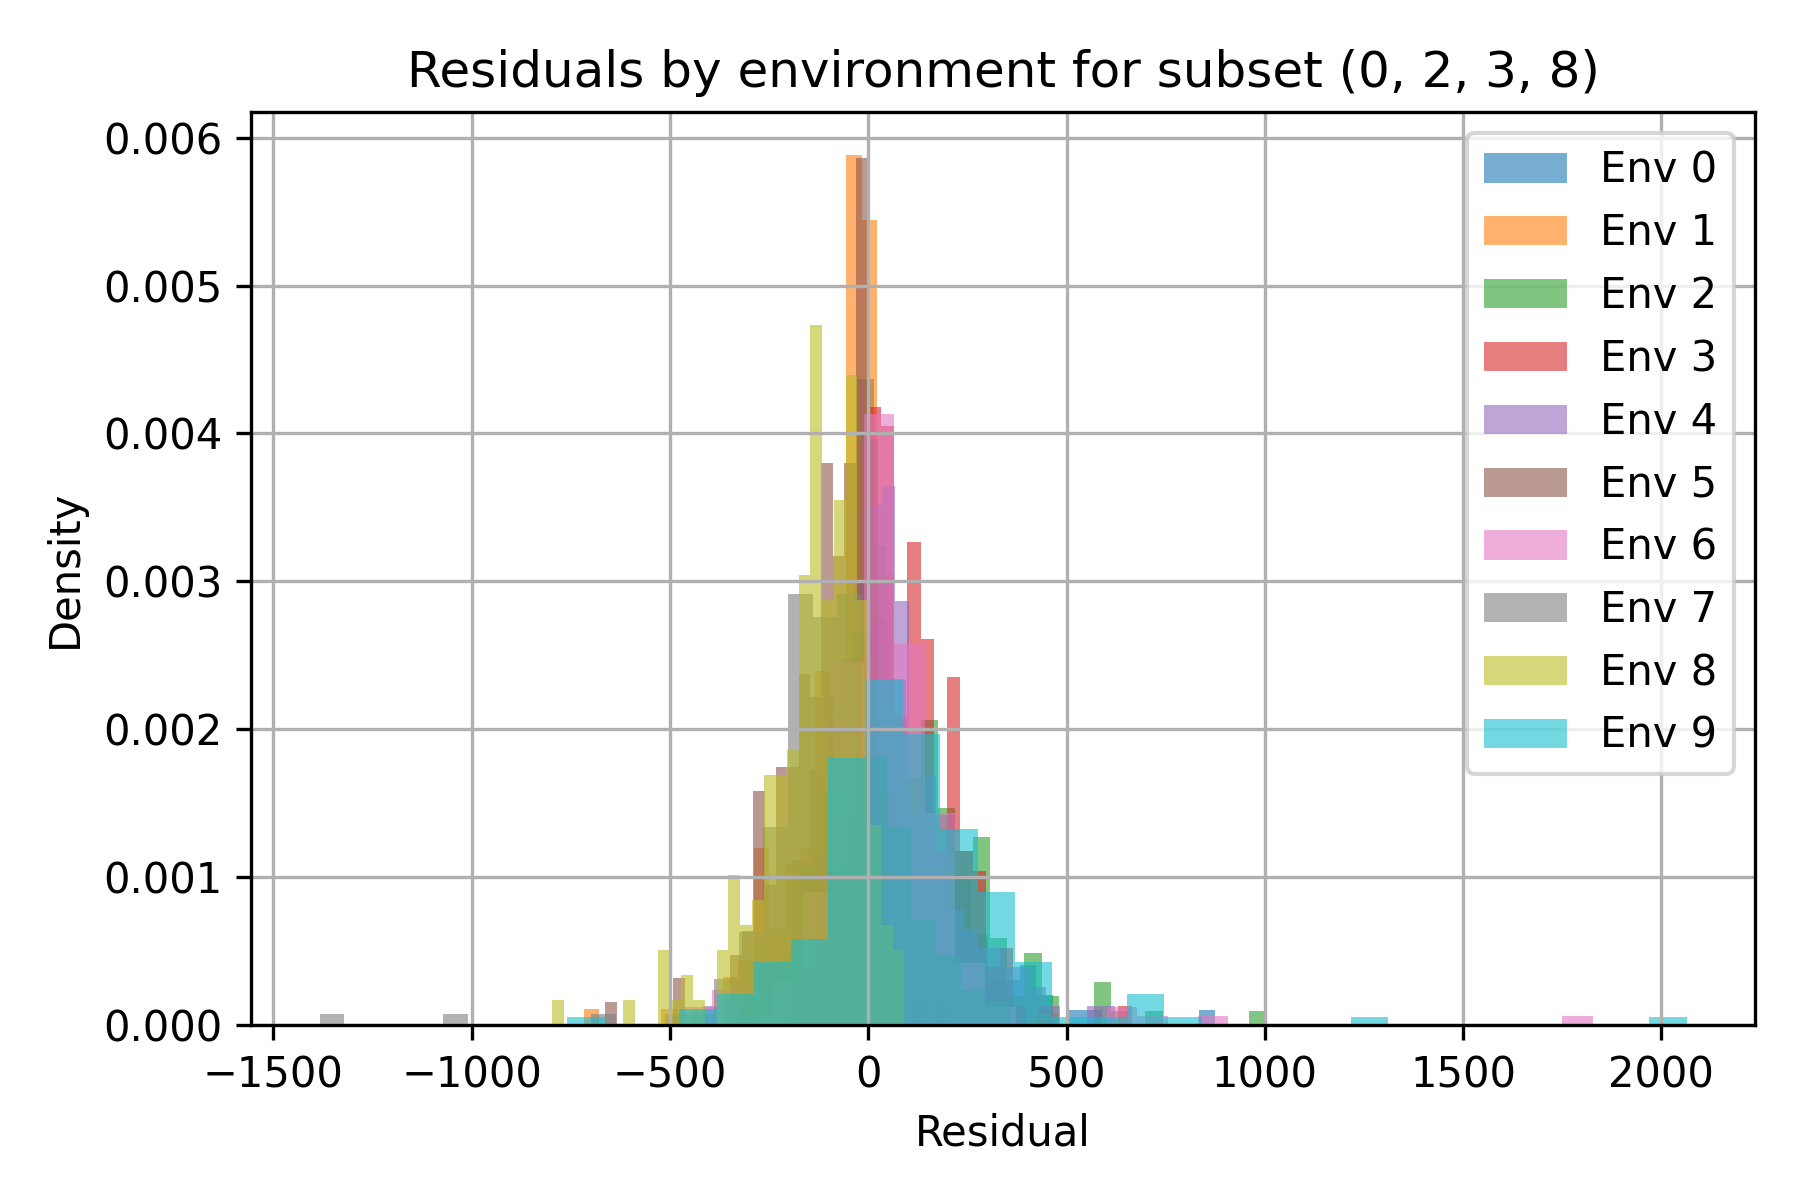 Residuals by environment for subset (0, 2, 3, 8)
0.006
0.005
0.004
0.003
0.002
0.001
0.000
Density
−1500
−1000
−500
0
500
1000
1500
2000
Residual
Env 0
Env 1
Env 2
Env 3
Env 4
Env 5
Env 6
Env 7
Env 8
Env 9